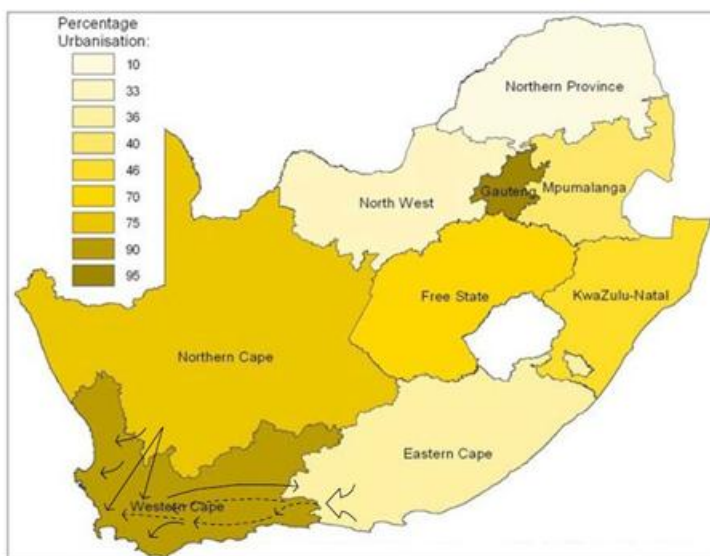 Percentage
Urbanisation:
10
33
36
40
46
70
75
90
95
Northern Province
North West
Gauteng
Mpumalanga
Free State
KwaZulu-Natal
Northern Cape
Eastern Cape
Western Cape